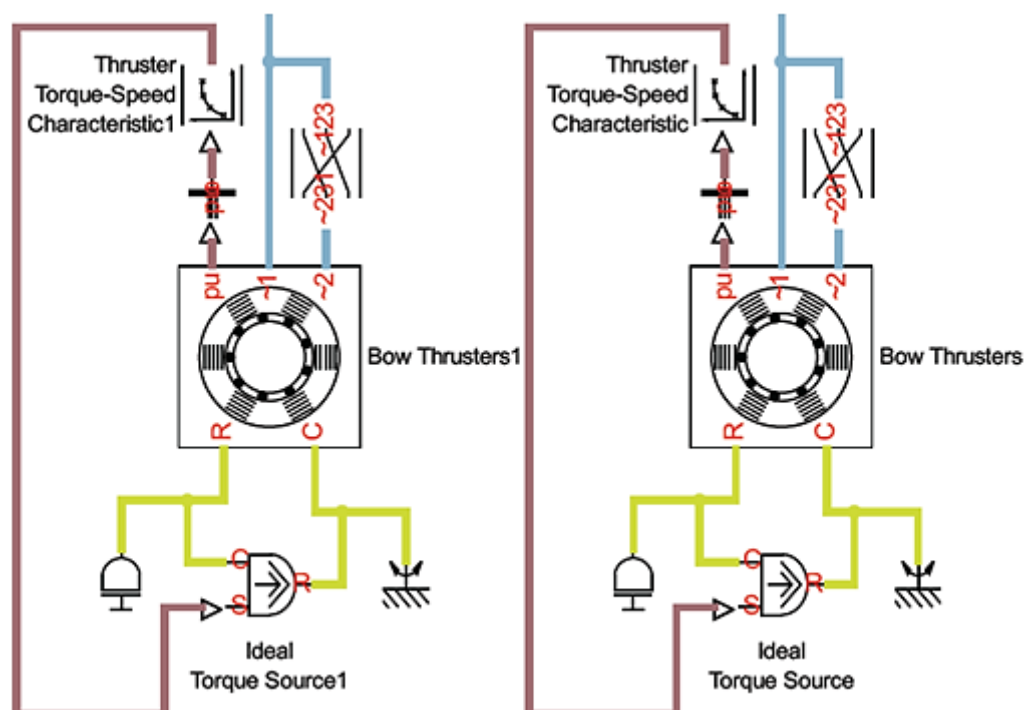 Thruster
Torque-Speed
Characteristic1
~123
~231
pu
~1
~2
Bow Thrusters1
R
C
C
R
S
Ideal
Torque Source1
Thruster
Torque-Speed
Characteristic
~123
~231
pu
~1
~2
Bow Thrusters
R
C
C
R
S
Ideal
Torque Source